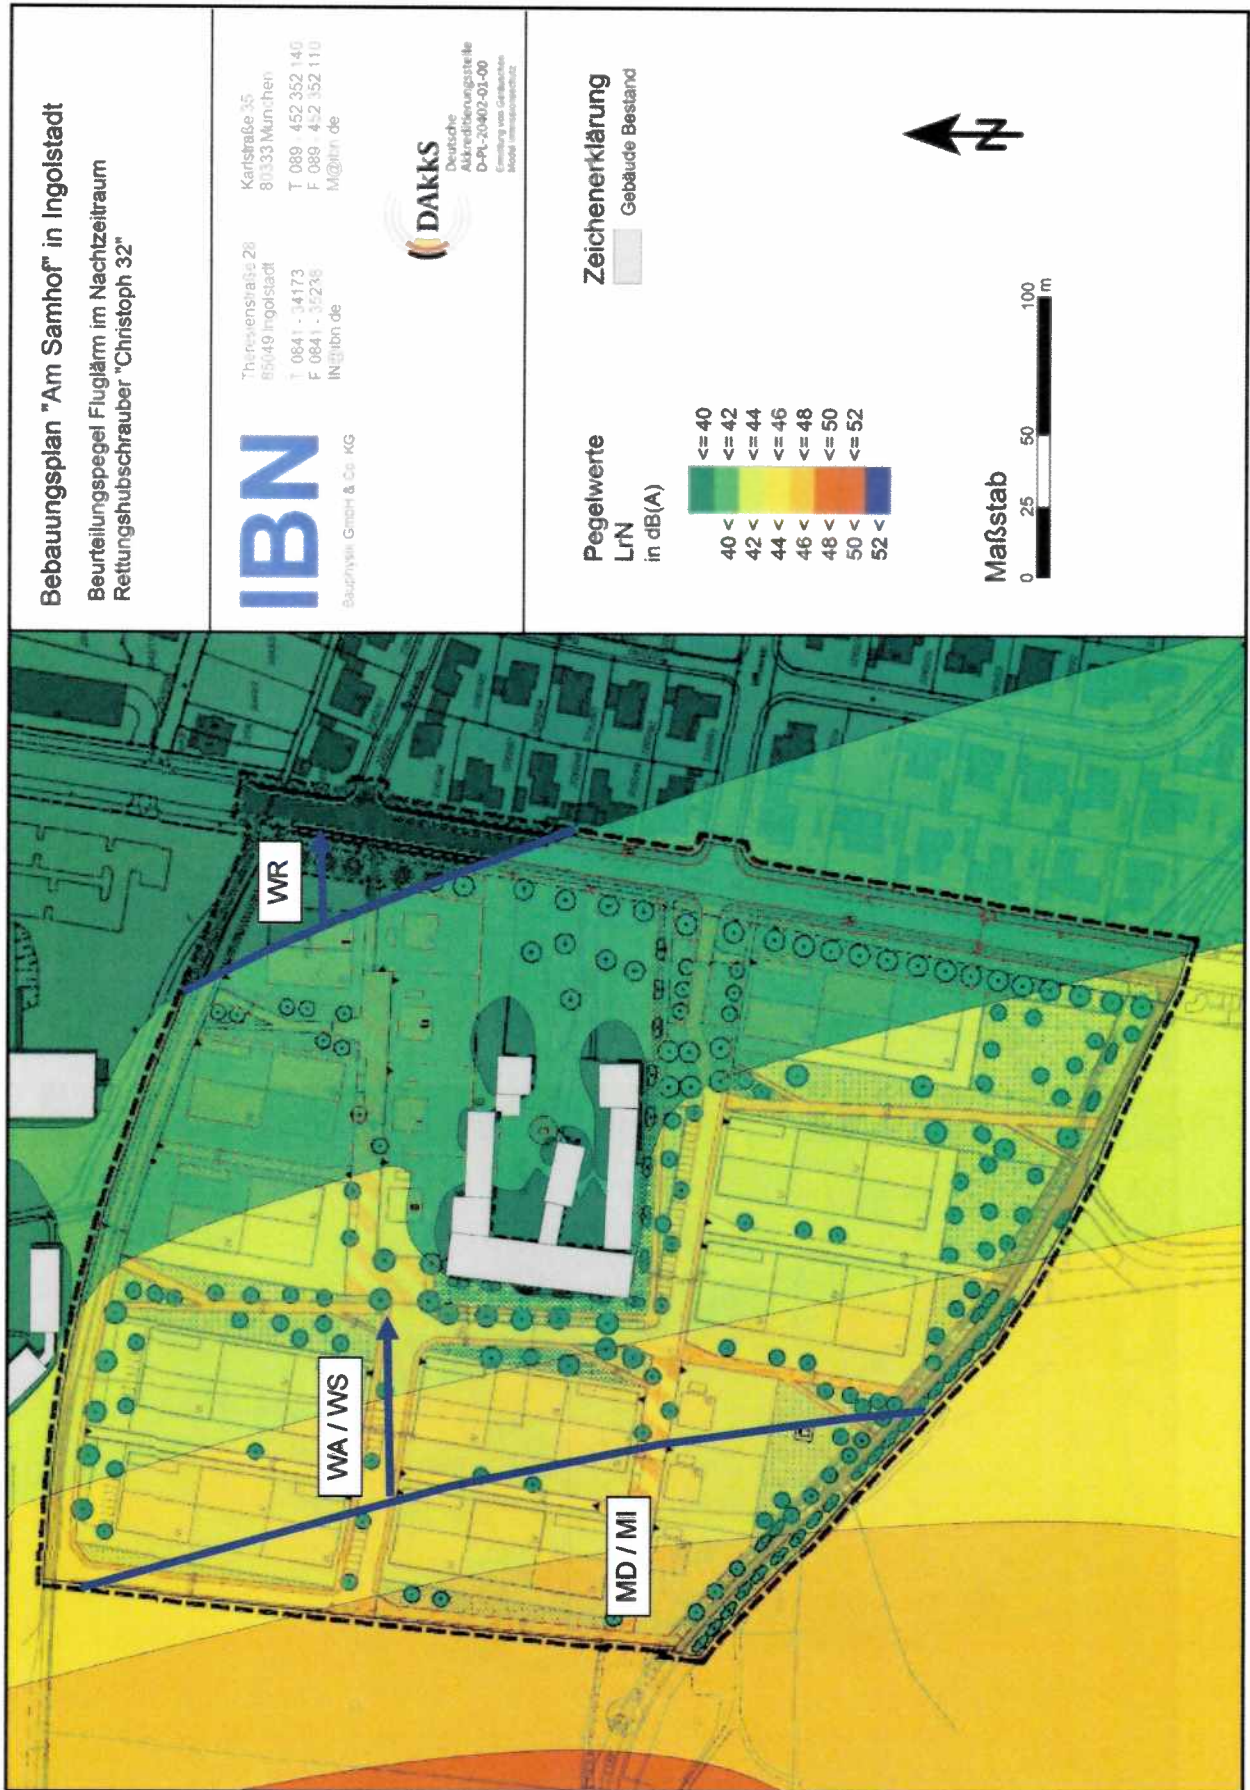 Bebauungsplan "Am Samhof" in Ingolstadt
Beurteilungspegel Fluglärm im Nachtzeitraum
Rettungshubschrauber "Christoph 32"
IBN
Bauphysik GmbH & Co. KG
Theresienstraße 28
85049 Ingolstadt
T 0841 - 34173
F 0841 - 35238
IN@ibn.de
Karlstraße 35
80333 München
T 089 452 352 140
F 089 452 352 110
M@ibn.de
DAkkS
Deutsche
Akkreditierungsstelle
D-PL-20402-01-00
Pegelwerte
LrN
in dB(A)
<= 40
40 < <= 42
42 < <= 44
44 < <= 46
46 < <= 48
48 < <= 50
50 < <= 52
52 <
Zeichenerklärung
Gebäude Bestand
Maßstab
0 25 50 100
m
N
WR
WA / WS
MD / MI